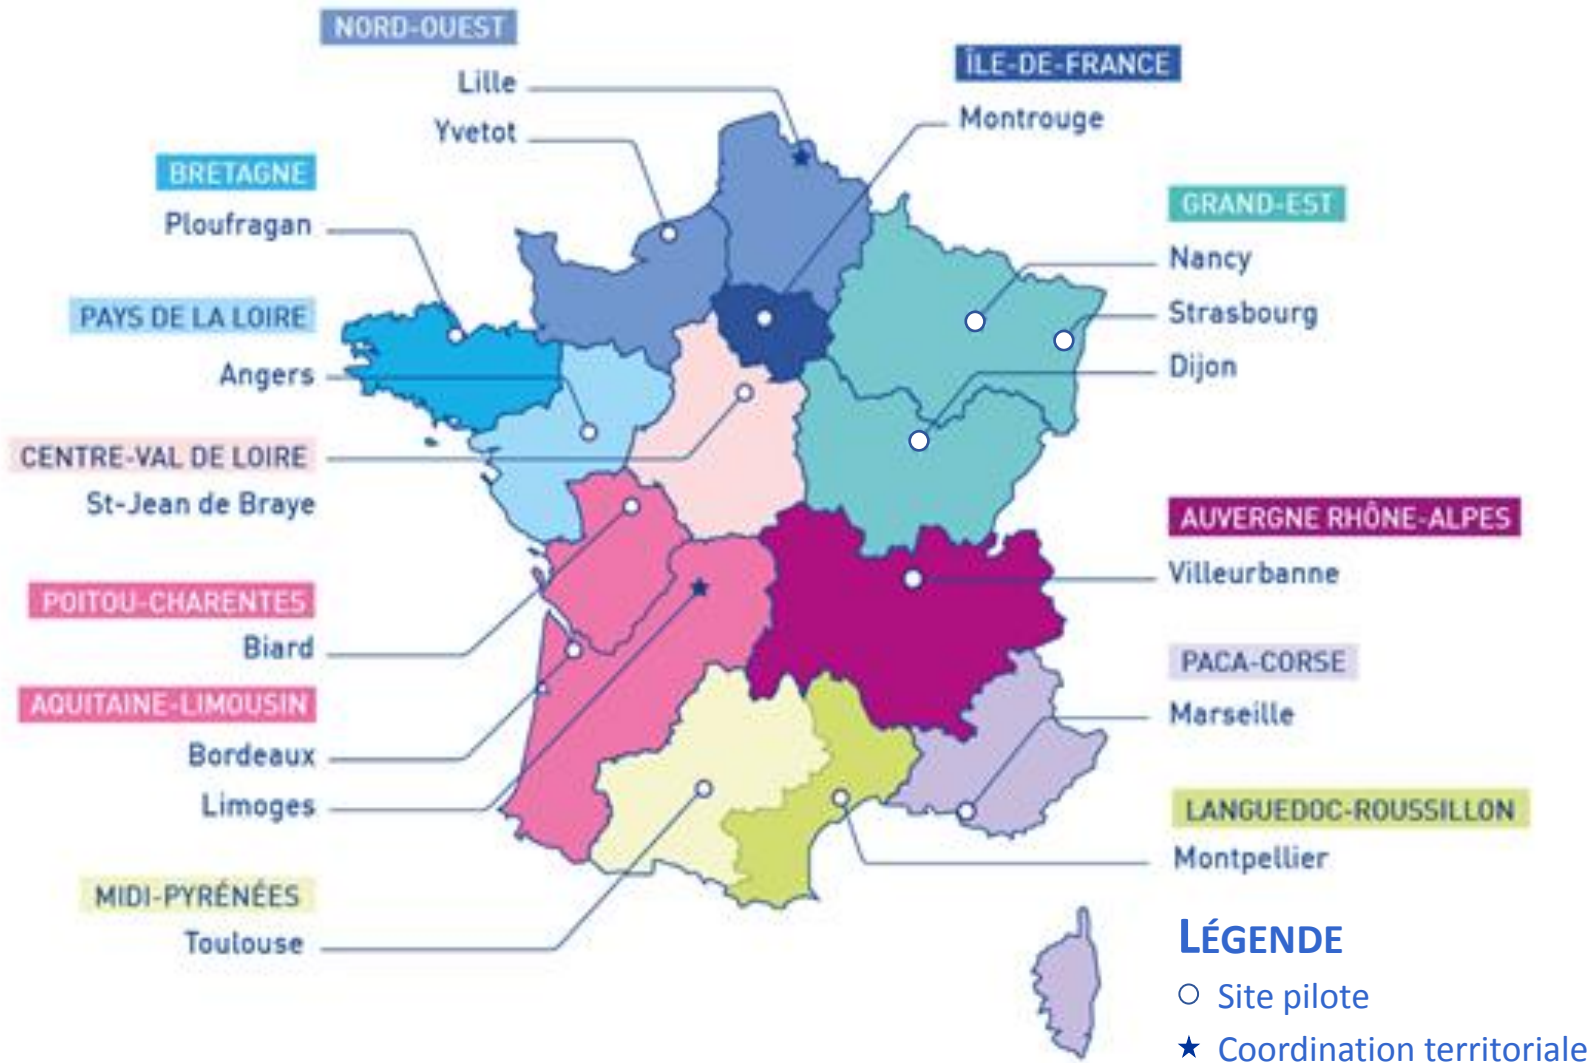 NORD-OUEST
Lille
Yvetot
BRETAGNE
Ploufragan
PAYS DE LA LOIRE
Angers
CENTRE-VAL DE LOIRE
St-Jean de Braye
POITOU-CHARENTES
Biard
AQUITAINE-LIMOUSIN
Bordeaux
Limoges
MIDI-PYRÉNÉES
Toulouse
ÎLE-DE-FRANCE
Montrouge
GRAND-EST
Nancy
Strasbourg
Dijon
AUVERGNE RHÔNE-ALPES
Villeurbanne
PACA-CORSE
Marseille
LANGUEDOC-ROUSSILLON
Montpellier
LÉGENDE
Site pilote
Coordination territoriale